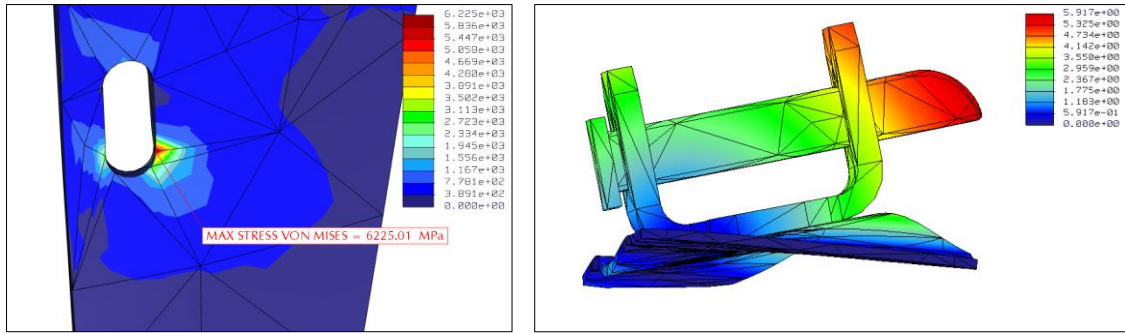 6.225e+03
5.836e+03
5.447e+03
5.058e+03
4.669e+03
4.280e+03
3.891e+03
3.502e+03
3.113e+03
2.723e+03
2.334e+03
1.945e+03
1.556e+03
1.167e+03
7.781e+02
3.891e+02
0.000e+00
MAX STRESS VON MISES = 6225.01 MPa
5.917e+00
5.325e+00
4.734e+00
4.142e+00
3.550e+00
2.959e+00
2.367e+00
1.775e+00
1.183e+00
5.917e-01
0.000e+00